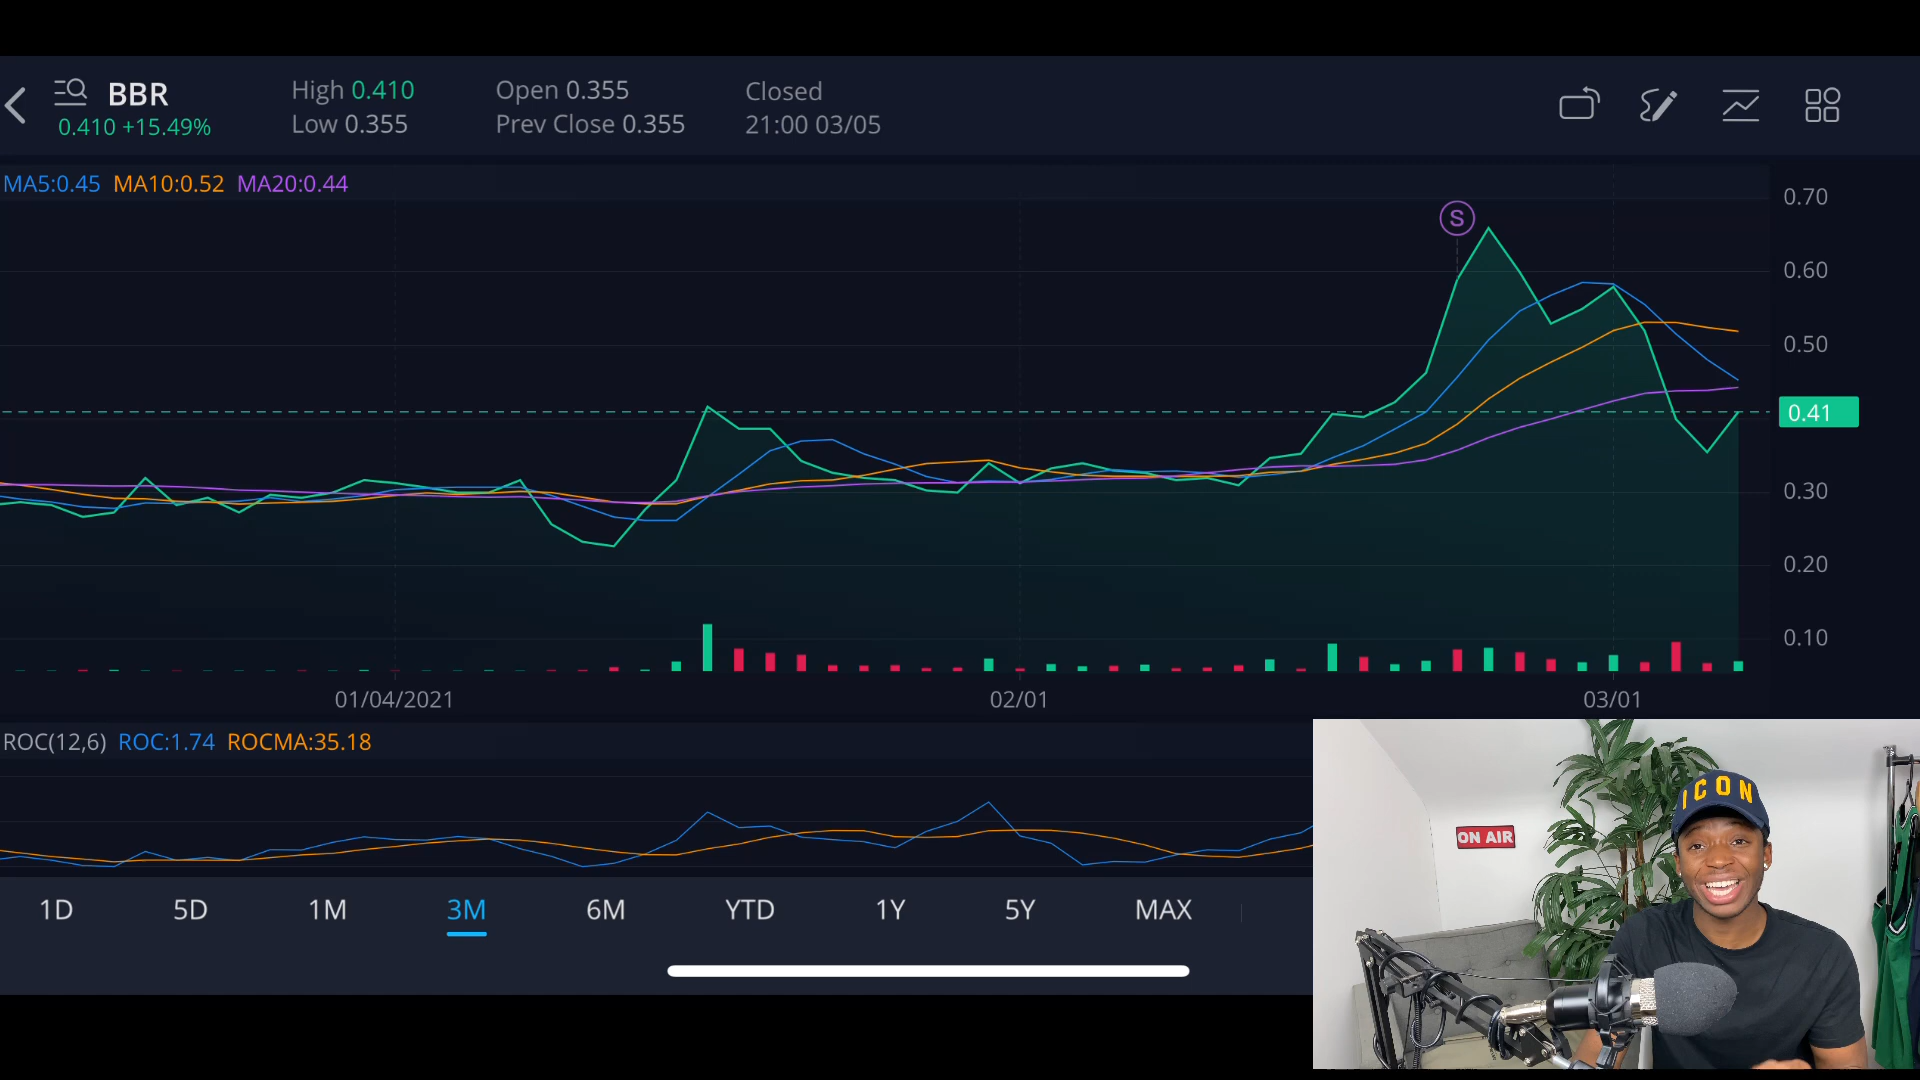 BBR
0.410 +15.49%
High 0.410
Low 0.355
Open 0.355
Prev Close 0.355
Closed
21:00 03/05
MA5:0.45 MA10:0.52 MA20:0.44
S
0.70
0.60
0.50
0.41
0.30
0.20
0.10
01/04/2021
02/01
03/01
ROC(12,6) ROC:1.74 ROCMA:35.18
1D 5D 1M 3M 6M YTD 1Y 5Y MAX
ICON
ON AIR